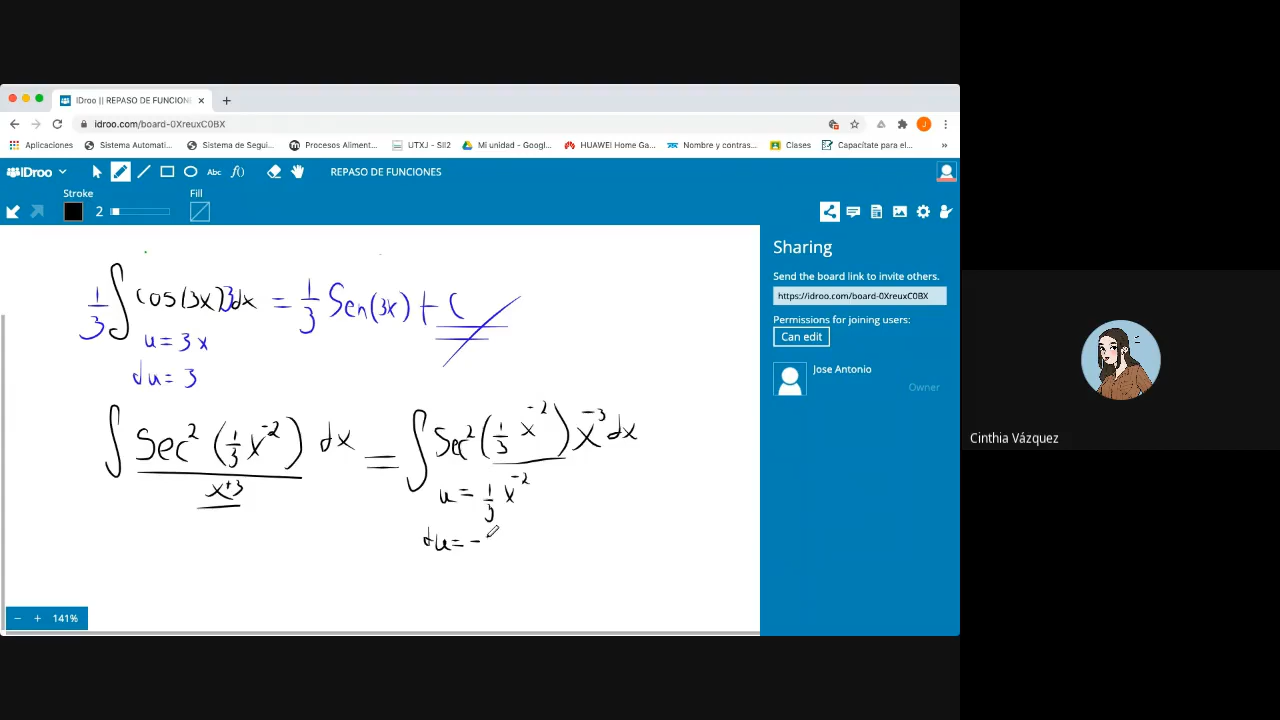 IDroo || REPASO DE FUNCION
idroo.com/board-0XreuxC0BX
Aplicaciones Sistema Automati... Sistema de Segui... Procesos Aliment... UTXJ - SII2 Mi unidad - Googl... HUAWEI Home Ga... Nombre y contras... Clases Capacítate para el... »
IDroo Abc f() REPASO DE FUNCIONES
Stroke Fill
2
Sharing
Send the board link to invite others.
https://idroo.com/board-0XreuxC0BX
Permissions for joining users:
Can edit
Jose Antonio
Owner
1/3 ∫ cos(3x)3dx = 1/3 Sen(3x) + C
u = 3x
du = 3
∫ Sec² (1/3 x⁻²) / x⁺³ dx = ∫ Sec² (1/3 x⁻²) x⁻³ dx
u = 1/3 x⁻²
du = -
− + 141%
Cinthia Vázquez